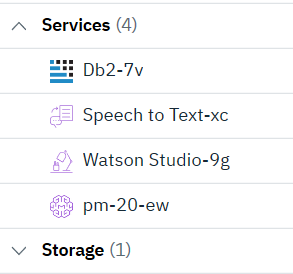 Services (4)
Db2-7v
Speech to Text-xc
Watson Studio-9g
pm-20-ew
Storage (1)